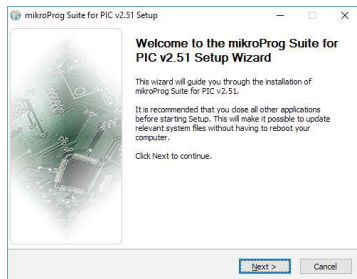 mikroProg Suite for PIC v2.51 Setup
Welcome to the mikroProg Suite for
PIC v2.51 Setup Wizard
This wizard will guide you through the installation of
mikroProg Suite for PIC v2.51.
It is recommended that you close all other applications
before starting Setup. This will make it possible to update
relevant system files without having to reboot your
computer.
Click Next to continue.
Next > Cancel